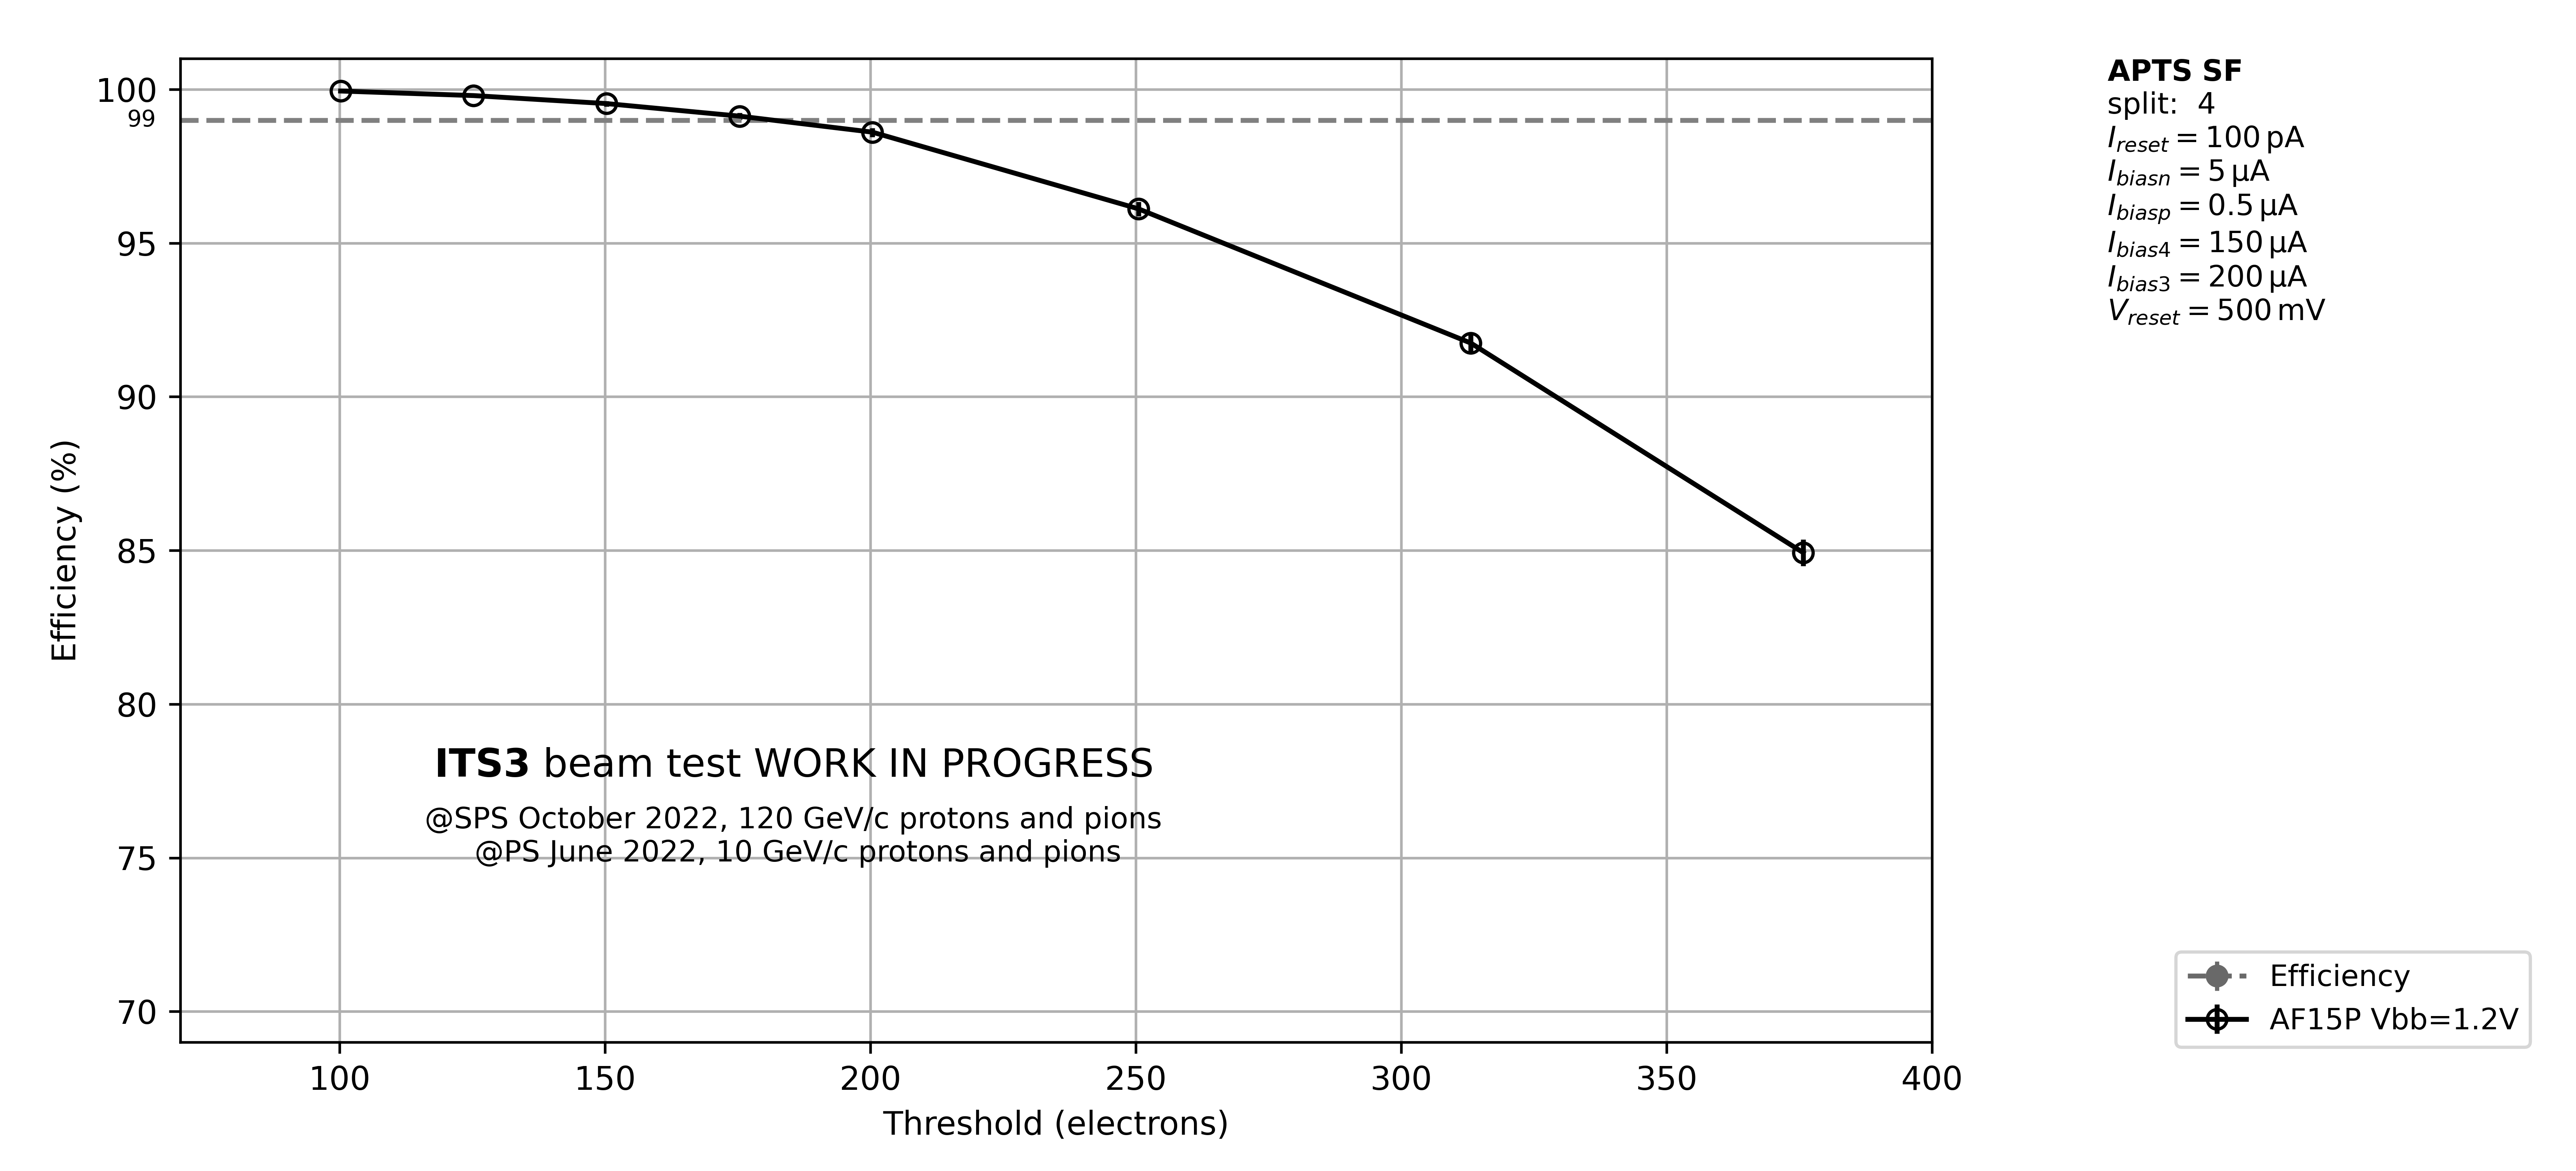 100
99
95
90
85
80
75
70
Efficiency (%)
ITS3 beam test WORK IN PROGRESS
@SPS October 2022, 120 GeV/c protons and pions
@PS June 2022, 10 GeV/c protons and pions
100 150 200 250 300 350 400
Threshold (electrons)
APTS SF
split: 4
I_reset = 100 pA
I_biasn = 5 μA
I_biasp = 0.5 μA
I_bias4 = 150 μA
I_bias3 = 200 μA
V_reset = 500 mV
Efficiency
AF15P Vbb=1.2V